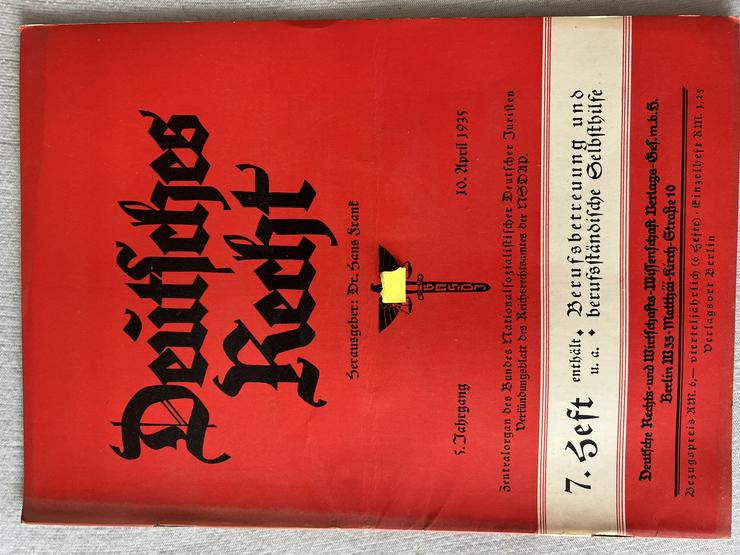 Deutsches
Recht
Herausgeber: Dr. Hans Frank
BNSDJ
5. Jahrgang
10. April 1935
Zentralorgan des Bundes Nationalsozialistischer Deutscher Juristen
Verkündungsblatt des Reichsrechtsamtes der NSDAP.
7. Heft enthält u. a. ◆ Berufsbetreuung und
◆ berufsständische Selbsthilfe
Deutsche Rechts- und Wirtschafts-Wissenschaft Verlags-Ges.m.b.H.
Berlin W 35 · Matthäi-Kirch-Straße 10
Bezugspreis RM. 6,— vierteljährlich (6 Hefte) · Einzelheft RM. 1,25
Verlagsort Berlin